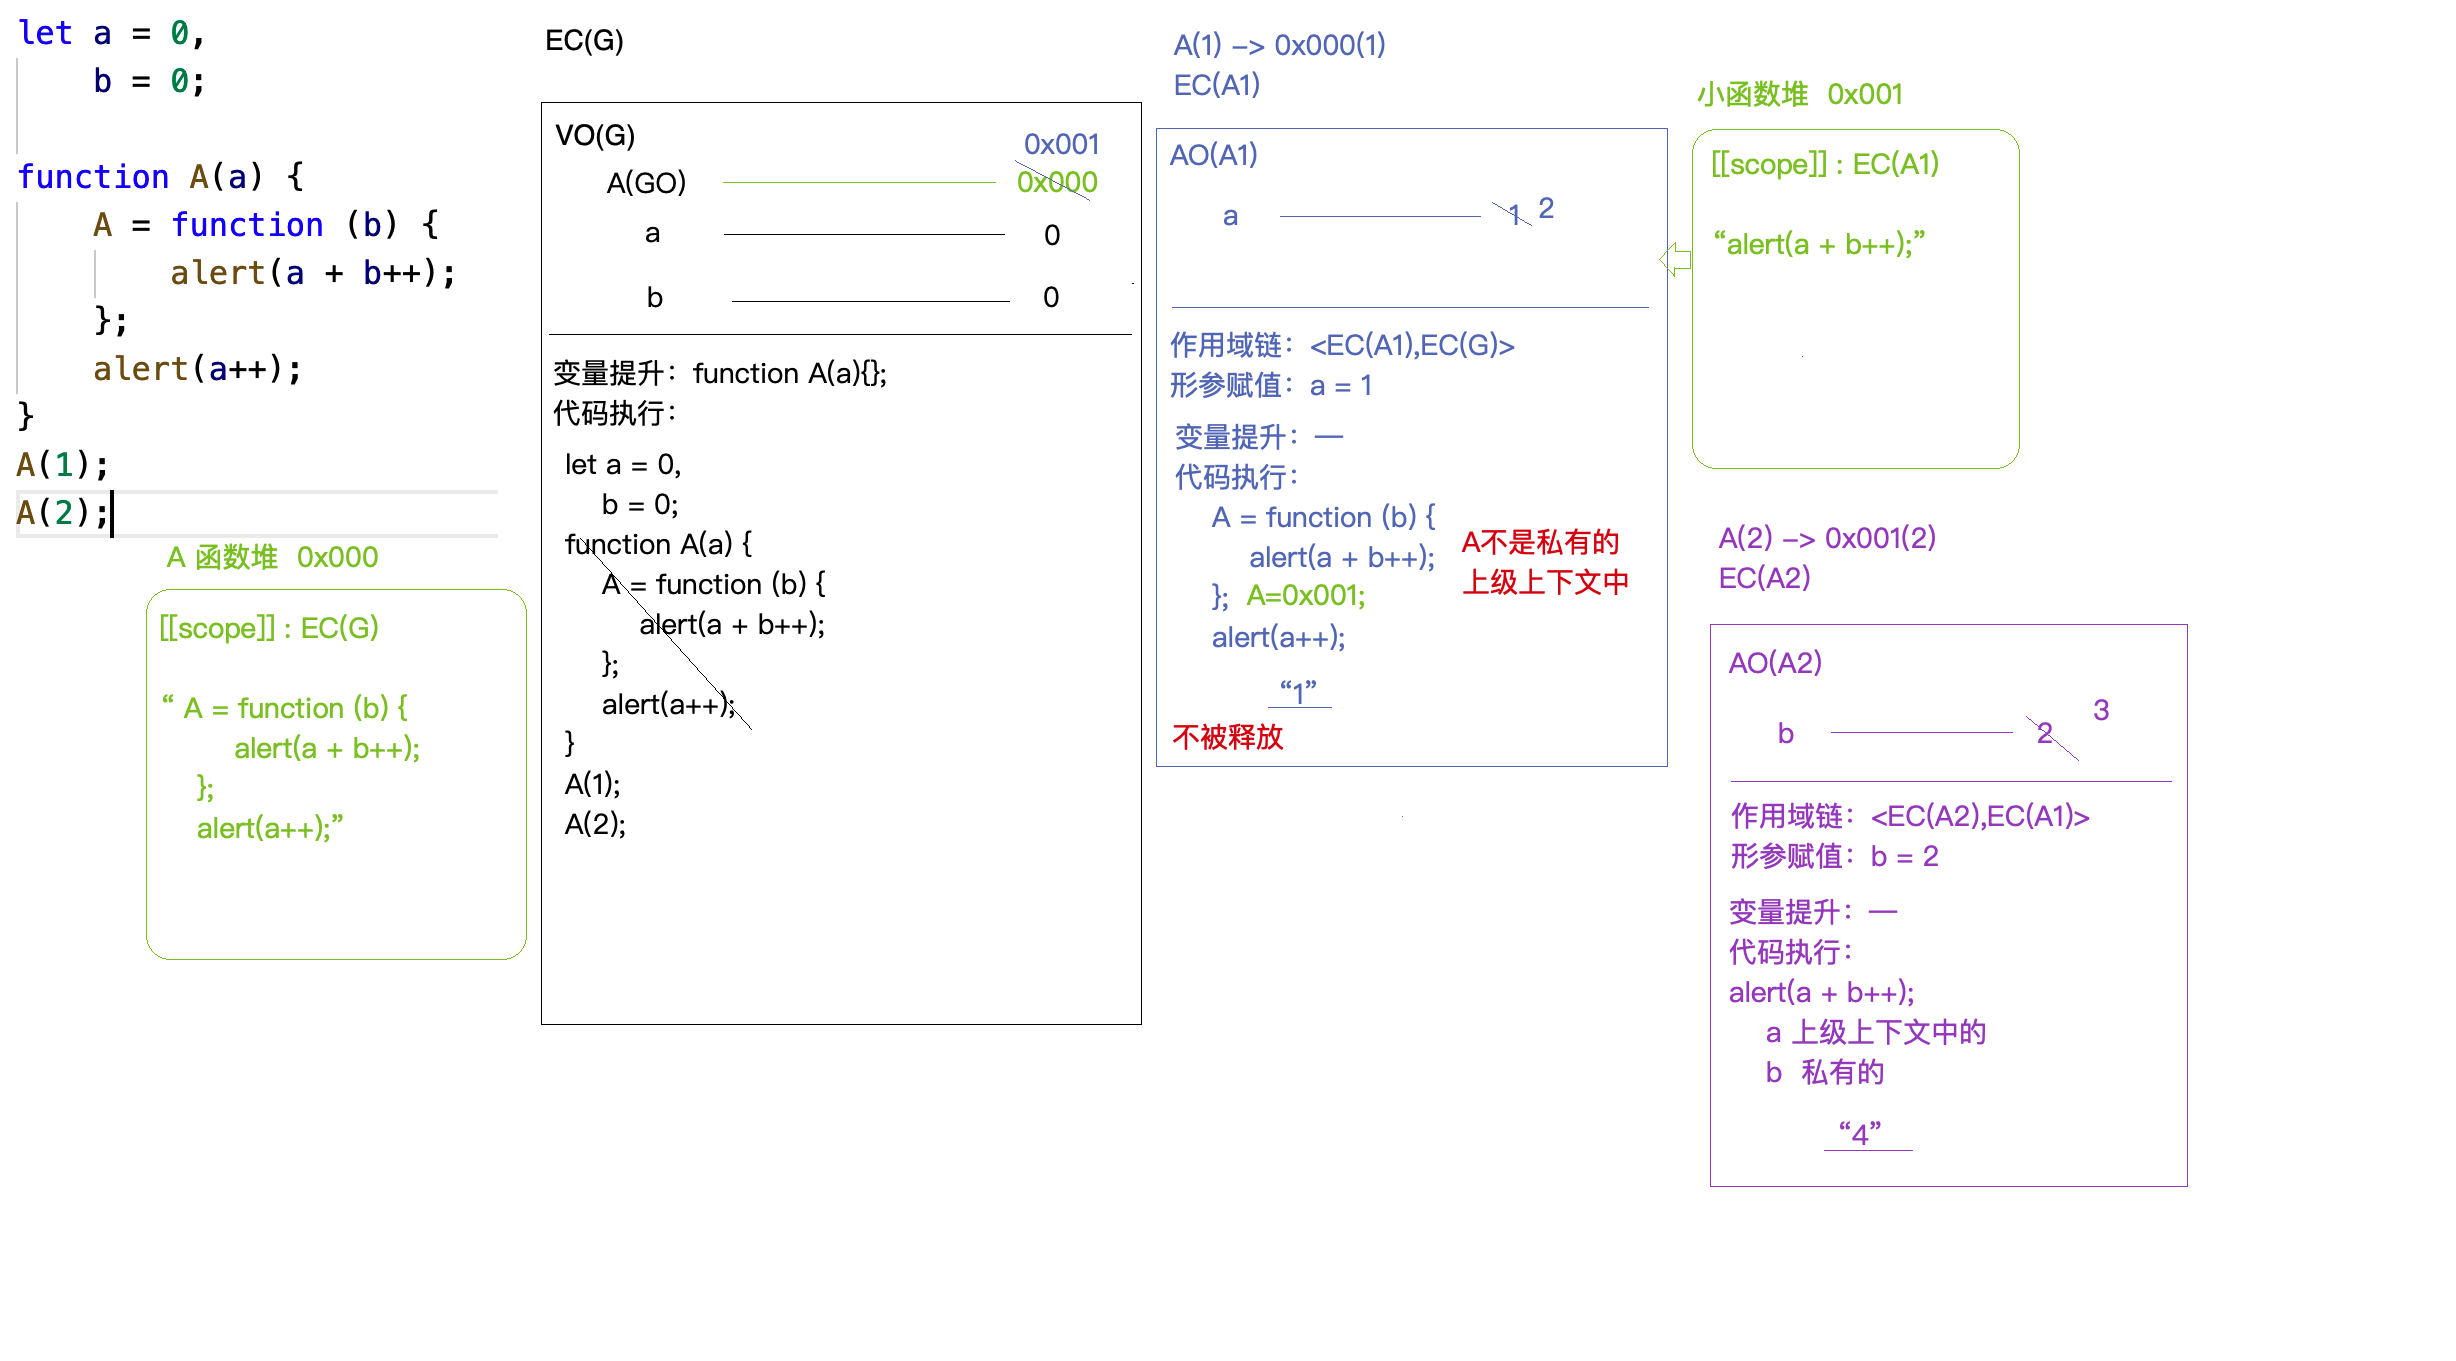 let a = 0,
    b = 0;
function A(a) {
    A = function (b) {
        alert(a + b++);
    };
    alert(a++);
}
A(1);
A(2);
A 函数堆 0x000
[[scope]] : EC(G)
“ A = function (b) {
alert(a + b++);
};
alert(a++);”
EC(G)
VO(G)
0x001
A(GO) 0x000
a 0
b 0
变量提升：function A(a){};
代码执行：
let a = 0,
b = 0;
function A(a) {
A = function (b) {
alert(a + b++);
};
alert(a++);
}
A(1);
A(2);
A(1) –> 0x000(1)
EC(A1)
AO(A1)
a 1 2
作用域链：<EC(A1),EC(G)>
形参赋值：a = 1
变量提升：—
代码执行：
A = function (b) {
alert(a + b++);
}; A=0x001;
alert(a++);
“1”
A不是私有的
上级上下文中
不被释放
小函数堆 0x001
[[scope]] : EC(A1)
“alert(a + b++);”
A(2) –> 0x001(2)
EC(A2)
AO(A2)
b 2 3
作用域链：<EC(A2),EC(A1)>
形参赋值：b = 2
变量提升：—
代码执行：
alert(a + b++);
a 上级上下文中的
b 私有的
“4”